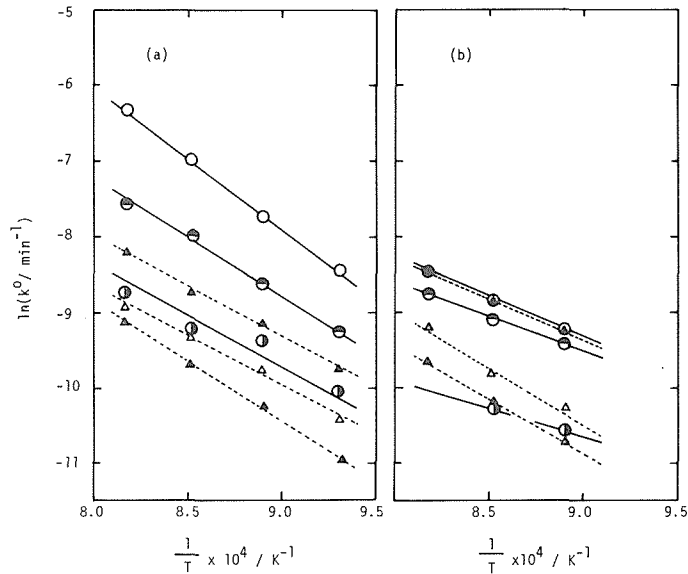 -5
-6
-7
-8
-9
-10
-11
ln(k⁰/ min⁻¹)
(a)
(b)
8.0 8.5 9.0 9.5
8.5 9.0 9.5
1/T x 10⁴ / K⁻¹
1/T x10⁴ / K⁻¹